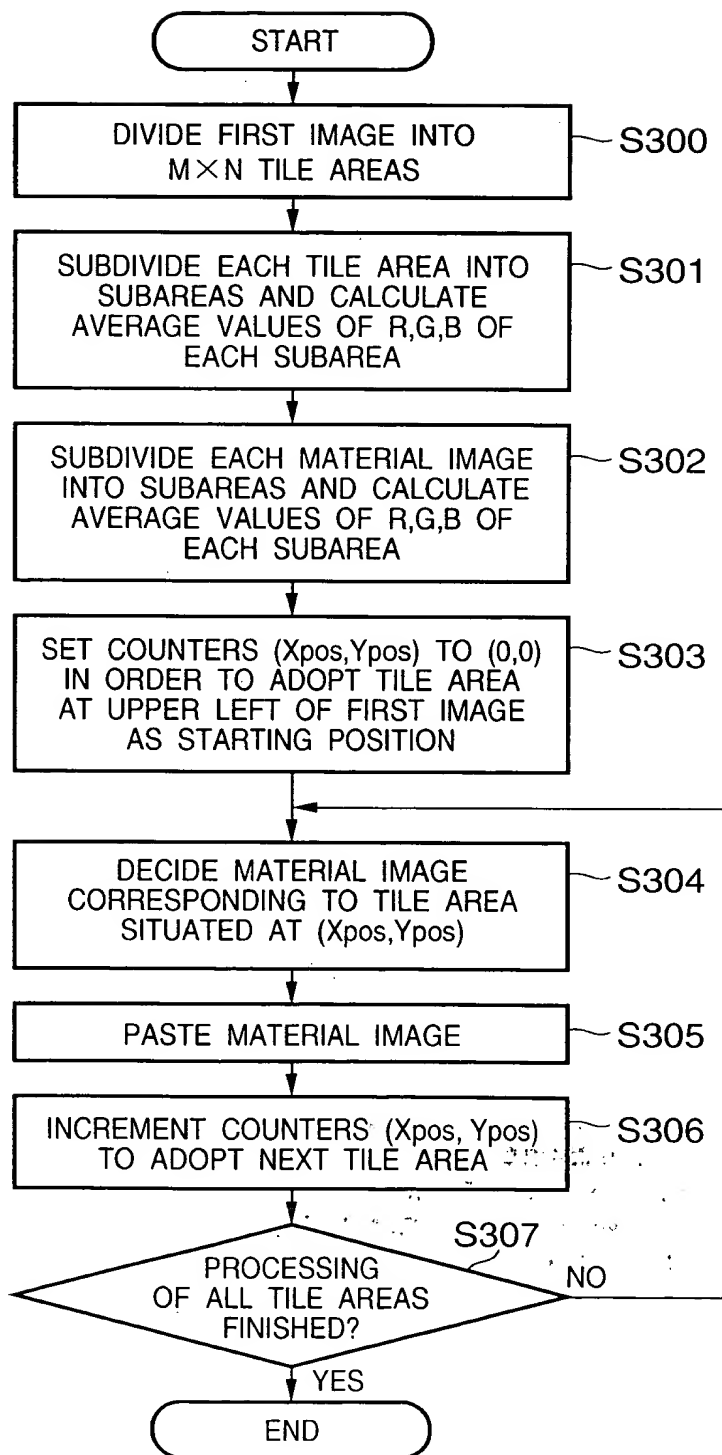 START
DIVIDE FIRST IMAGE INTO
M×N TILE AREAS
S300
SUBDIVIDE EACH TILE AREA INTO
SUBAREAS AND CALCULATE
AVERAGE VALUES OF R,G,B OF
EACH SUBAREA
S301
SUBDIVIDE EACH MATERIAL IMAGE
INTO SUBAREAS AND CALCULATE
AVERAGE VALUES OF R,G,B OF
EACH SUBAREA
S302
SET COUNTERS (Xpos,Ypos) TO (0,0)
IN ORDER TO ADOPT TILE AREA
AT UPPER LEFT OF FIRST IMAGE
AS STARTING POSITION
S303
DECIDE MATERIAL IMAGE
CORRESPONDING TO TILE AREA
SITUATED AT (Xpos,Ypos)
S304
PASTE MATERIAL IMAGE
S305
INCREMENT COUNTERS (Xpos, Ypos)
TO ADOPT NEXT TILE AREA
S306
S307
PROCESSING
OF ALL TILE AREAS
FINISHED?
NO
YES
END